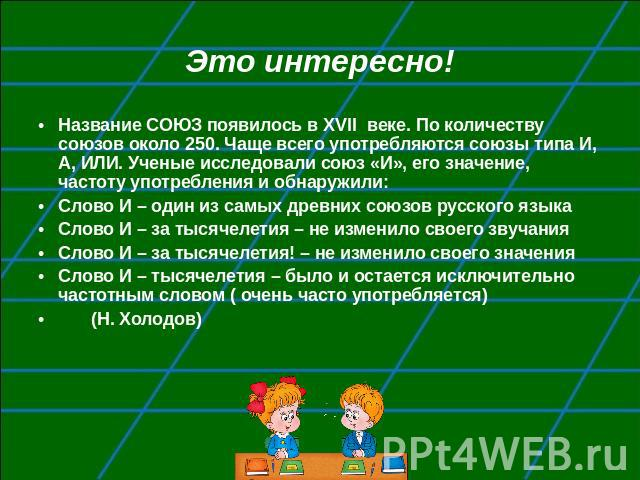 Это интересно!
• Название СОЮЗ появилось в XVII веке. По количеству
союзов около 250. Чаще всего употребляются союзы типа И,
А, ИЛИ. Ученые исследовали союз «И», его значение,
частоту употребления и обнаружили:
• Слово И – один из самых древних союзов русского языка
• Слово И – за тысячелетия – не изменило своего звучания
• Слово И – за тысячелетия! – не изменило своего значения
• Слово И – тысячелетия – было и остается исключительно
частотным словом ( очень часто употребляется)
• (Н. Холодов)
PPt4WEB.ru